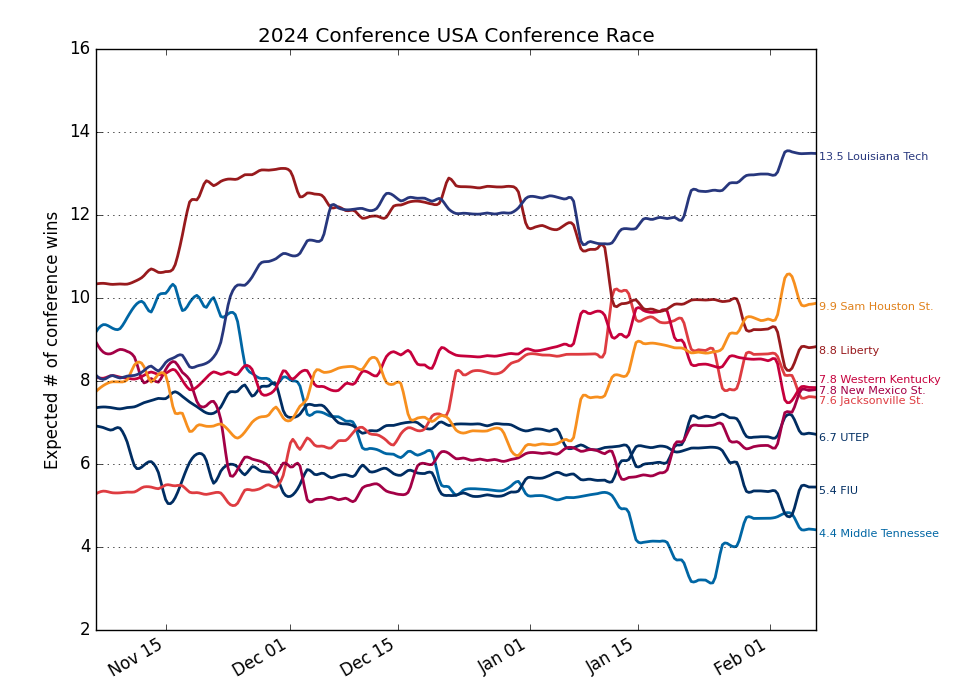 2024 Conference USA Conference Race
Expected # of conference wins
16
14
12
10
8
6
4
2
Nov 15
Dec 01
Dec 15
Jan 01
Jan 15
Feb 01
13.5 Louisiana Tech
9.9 Sam Houston St.
8.8 Liberty
7.8 Western Kentucky
7.8 New Mexico St.
7.6 Jacksonville St.
6.7 UTEP
5.4 FIU
4.4 Middle Tennessee